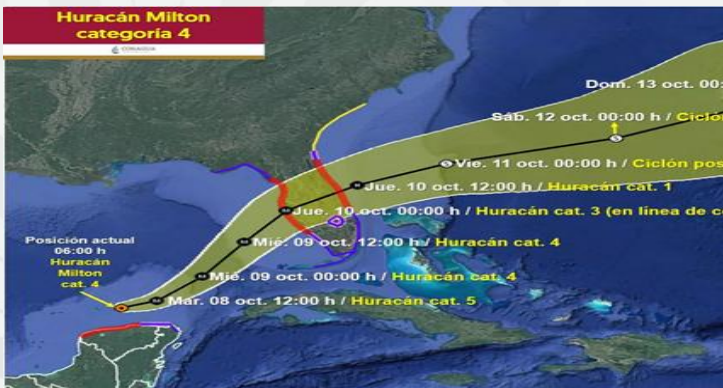 Huracán Milton
categoría 4
CONAGUA
Dom. 13 oct. 00:
Sáb. 12 oct. 00:00 h / Ciclón
Vie. 11 oct. 00:00 h / Ciclón pos
Jue. 10 oct. 12:00 h / Huracán cat. 1
Jue. 10 oct. 00:00 h / Huracán cat. 3 (en línea de c
Mié. 09 oct. 12:00 h / Huracán cat. 4
Posición actual
06:00 h
Huracán
Milton
cat. 4
Mié. 09 oct. 00:00 h / Huracán cat. 4
Mar. 08 oct. 12:00 h / Huracán cat. 5